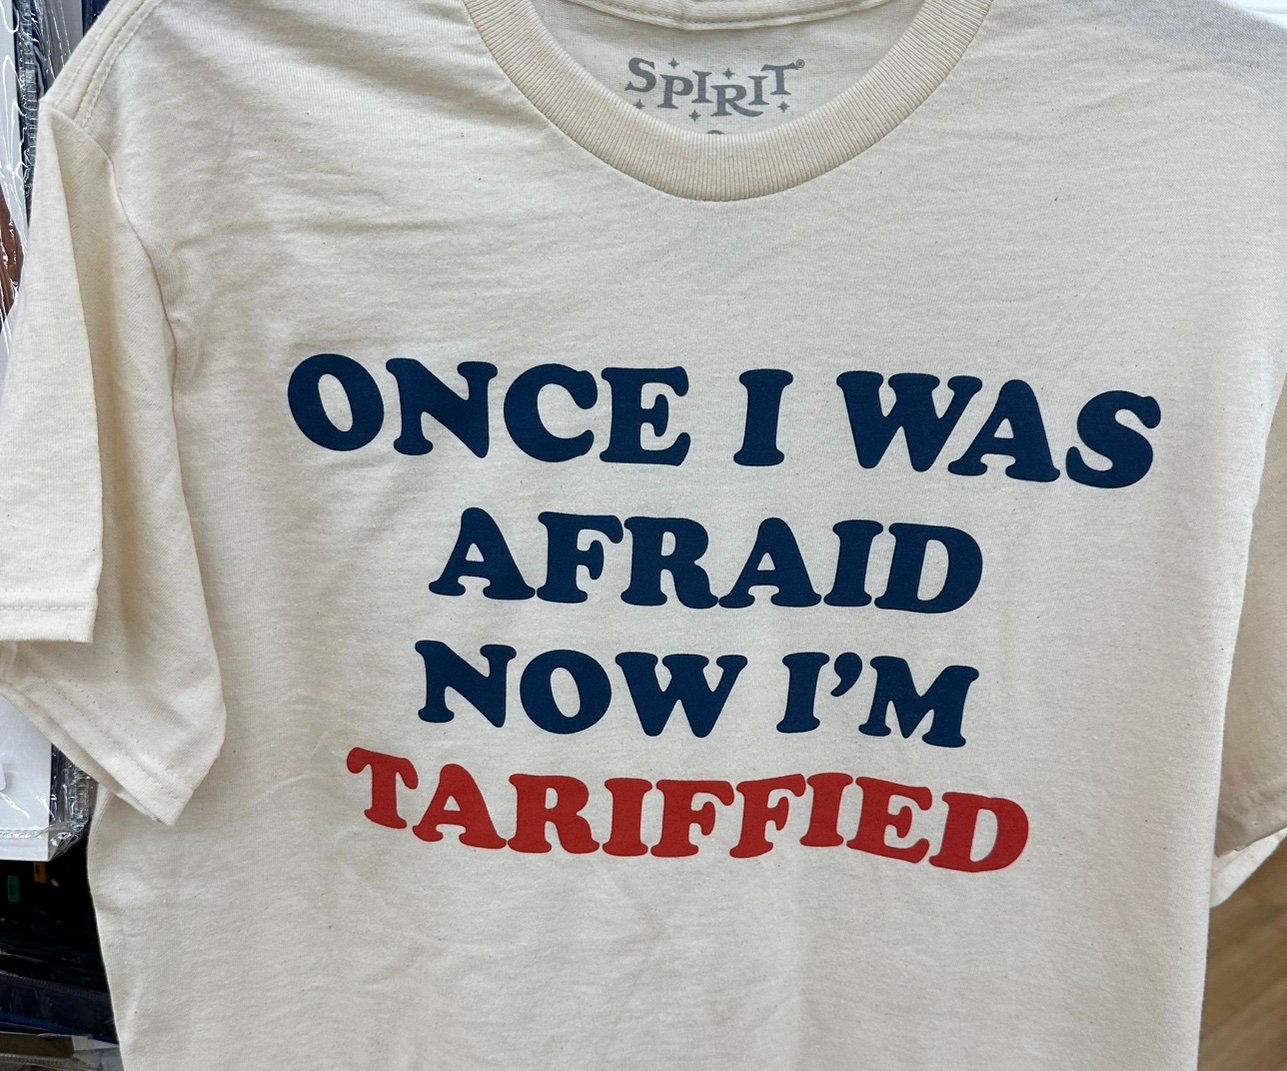 SPIRIT®
ONCE I WAS
AFRAID
NOW I'M
TARIFFIED